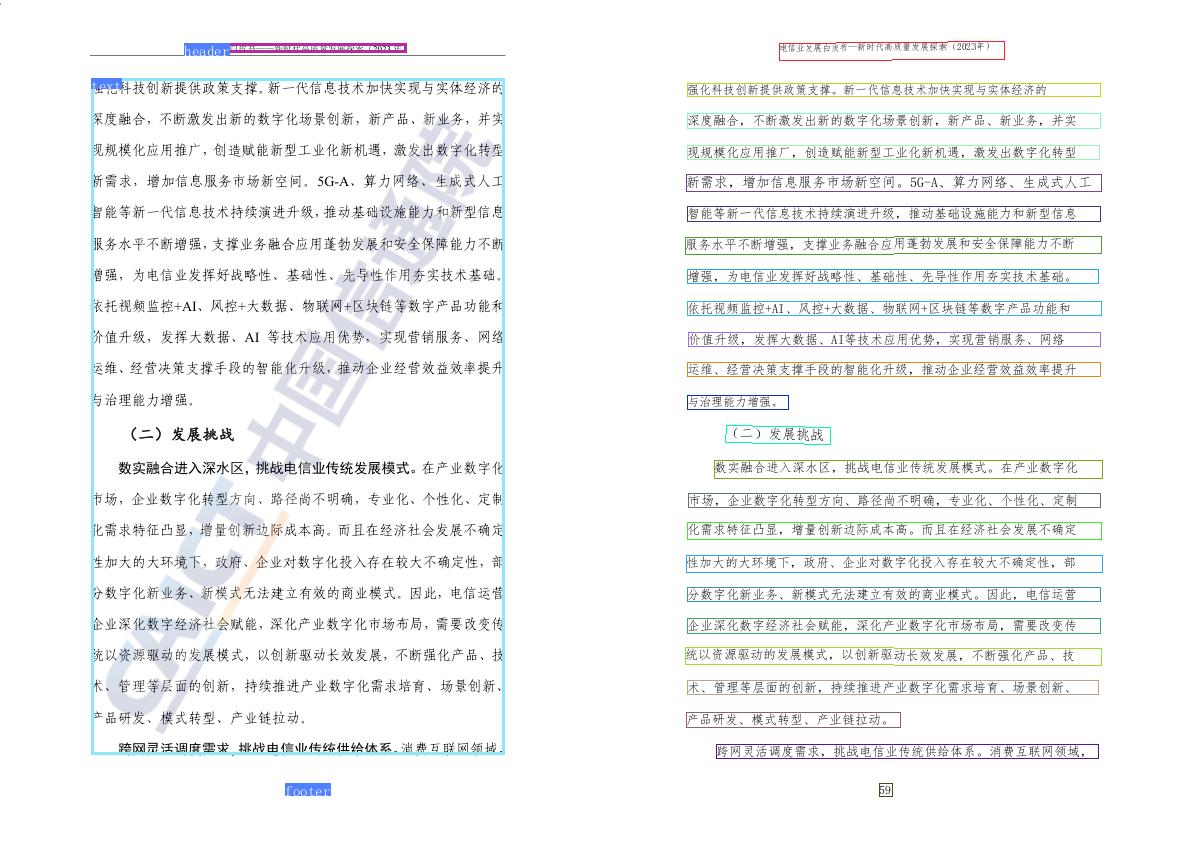 header
电信业发展白皮书—新时代高质量发展探索（2023年）
text
强化科技创新提供政策支撑。新一代信息技术加快实现与实体经济的
深度融合，不断激发出新的数字化场景创新，新产品、新业务，并实
现规模化应用推广，创造赋能新型工业化新机遇，激发出数字化转型
新需求，增加信息服务市场新空间。5G-A、算力网络、生成式人工
智能等新一代信息技术持续演进升级，推动基础设施能力和新型信息
服务水平不断增强，支撑业务融合应用蓬勃发展和安全保障能力不断
增强，为电信业发挥好战略性、基础性、先导性作用夯实技术基础。
依托视频监控+AI、风控+大数据、物联网+区块链等数字产品功能和
价值升级，发挥大数据、AI 等技术应用优势，实现营销服务、网络
运维、经营决策支撑手段的智能化升级，推动企业经营效益效率提升
与治理能力增强。
（二）发展挑战
数实融合进入深水区，挑战电信业传统发展模式。在产业数字化
市场，企业数字化转型方向、路径尚不明确，专业化、个性化、定制
化需求特征凸显，增量创新边际成本高。而且在经济社会发展不确定
性加大的大环境下，政府、企业对数字化投入存在较大不确定性，部
分数字化新业务、新模式无法建立有效的商业模式。因此，电信运营
企业深化数字经济社会赋能，深化产业数字化市场布局，需要改变传
统以资源驱动的发展模式，以创新驱动长效发展，不断强化产品、技
术、管理等层面的创新，持续推进产业数字化需求培育、场景创新、
产品研发、模式转型、产业链拉动。
跨网灵活调度需求，挑战电信业传统供给体系。消费互联网领域，
CAICT 中国信通院
footer
电信业发展白皮书—新时代高质量发展探索（2023年）
强化科技创新提供政策支撑。新一代信息技术加快实现与实体经济的
深度融合，不断激发出新的数字化场景创新，新产品、新业务，并实
现规模化应用推厂，创造赋能新型工业化新机遇，激发出数字化转型
新需求，增加信息服务市场新空间。5G-A、算力网络、生成式人工
智能等新一代信息技术持续演进升级，推动基础设施能力和新型信息
服务水平不断增强，支撑业务融合应用蓬勃发展和安全保障能力不断
增强，为电信业发挥好战略性、基础性、先导性作用夯实技术基础。
依托视频监控+AI、风控+大数据、物联网+区块链等数字产品功能和
价值升级，发挥大数据、AI等技术应用优势，实现营销服务、网络
运维、经营决策支撑手段的智能化升级，推动企业经营效益效率提升
与治理能力增强。
（二）发展挑战
数实融合进入深水区，挑战电信业传统发展模式。在产业数字化
市场，企业数字化转型方向、路径尚不明确，专业化、个性化、定制
化需求特征凸显，增量创新边际成本高。而且在经济社会发展不确定
性加大的大环境下，政府、企业对数字化投入存在较大不确定性，部
分数字化新业务、新模式无法建立有效的商业模式。因此，电信运营
企业深化数字经济社会赋能，深化产业数字化市场布局，需要改变传
统以资源驱动的发展模式，以创新驱动长效发展，不断强化产品、技
术、管理等层面的创新，持续推进产业数字化需求培育、场景创新、
产品研发、模式转型、产业链拉动。
跨网灵活调度需求，挑战电信业传统供给体系。消费互联网领域，
59